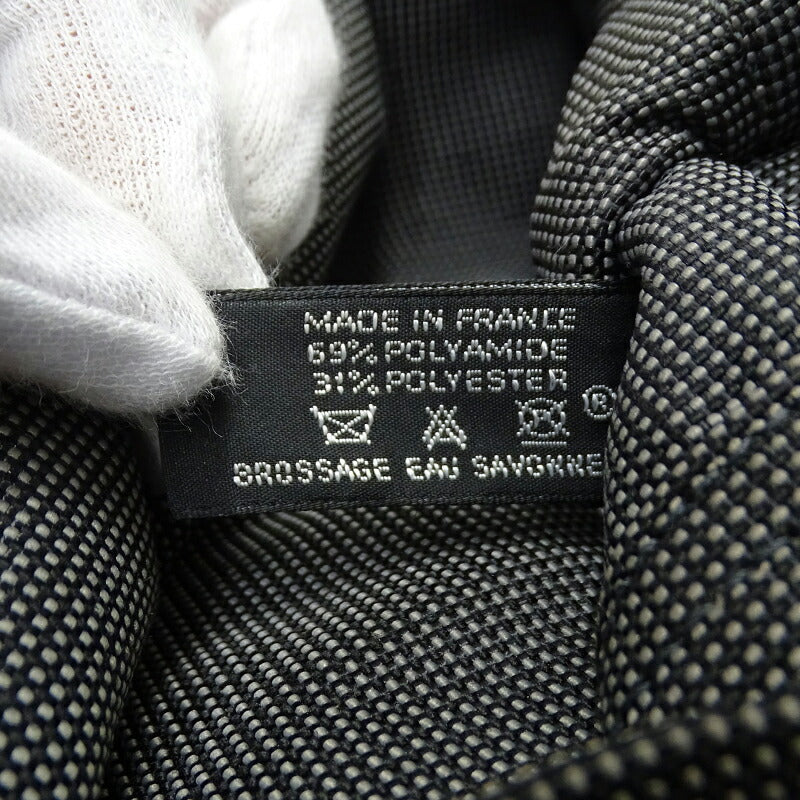 MADE IN FRANCE
69% POLYAMIDE
31% POLYESTER
®
BROSSAGE EAU SAVONNE